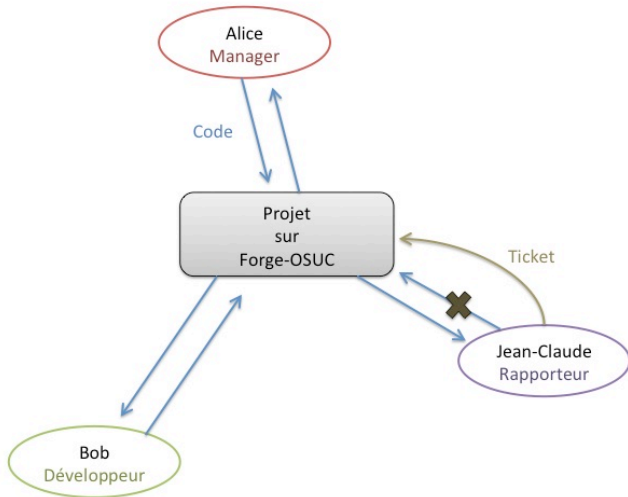 Alice
Manager
Code
Projet
sur
Forge-OSUC
Ticket
Jean-Claude
Rapporteur
Bob
Développeur